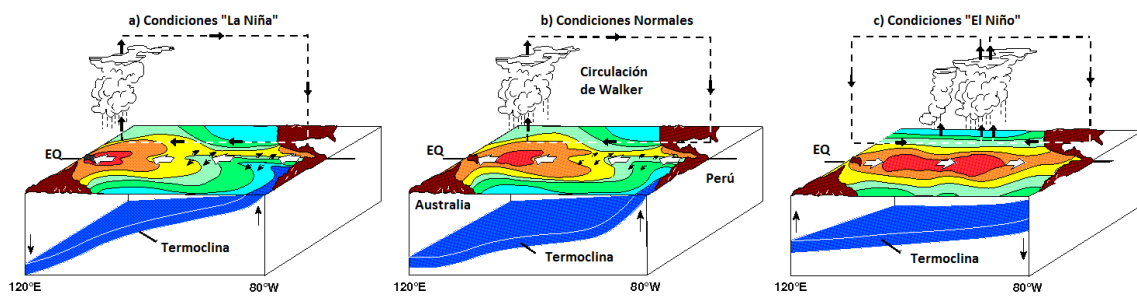 a) Condiciones "La Niña"
EQ
Termoclina
120°E
80°W
b) Condiciones Normales
Circulación
de Walker
EQ
Perú
Australia
Termoclina
120°E
80°W
c) Condiciones "El Niño"
EQ
Termoclina
120°E
80°W